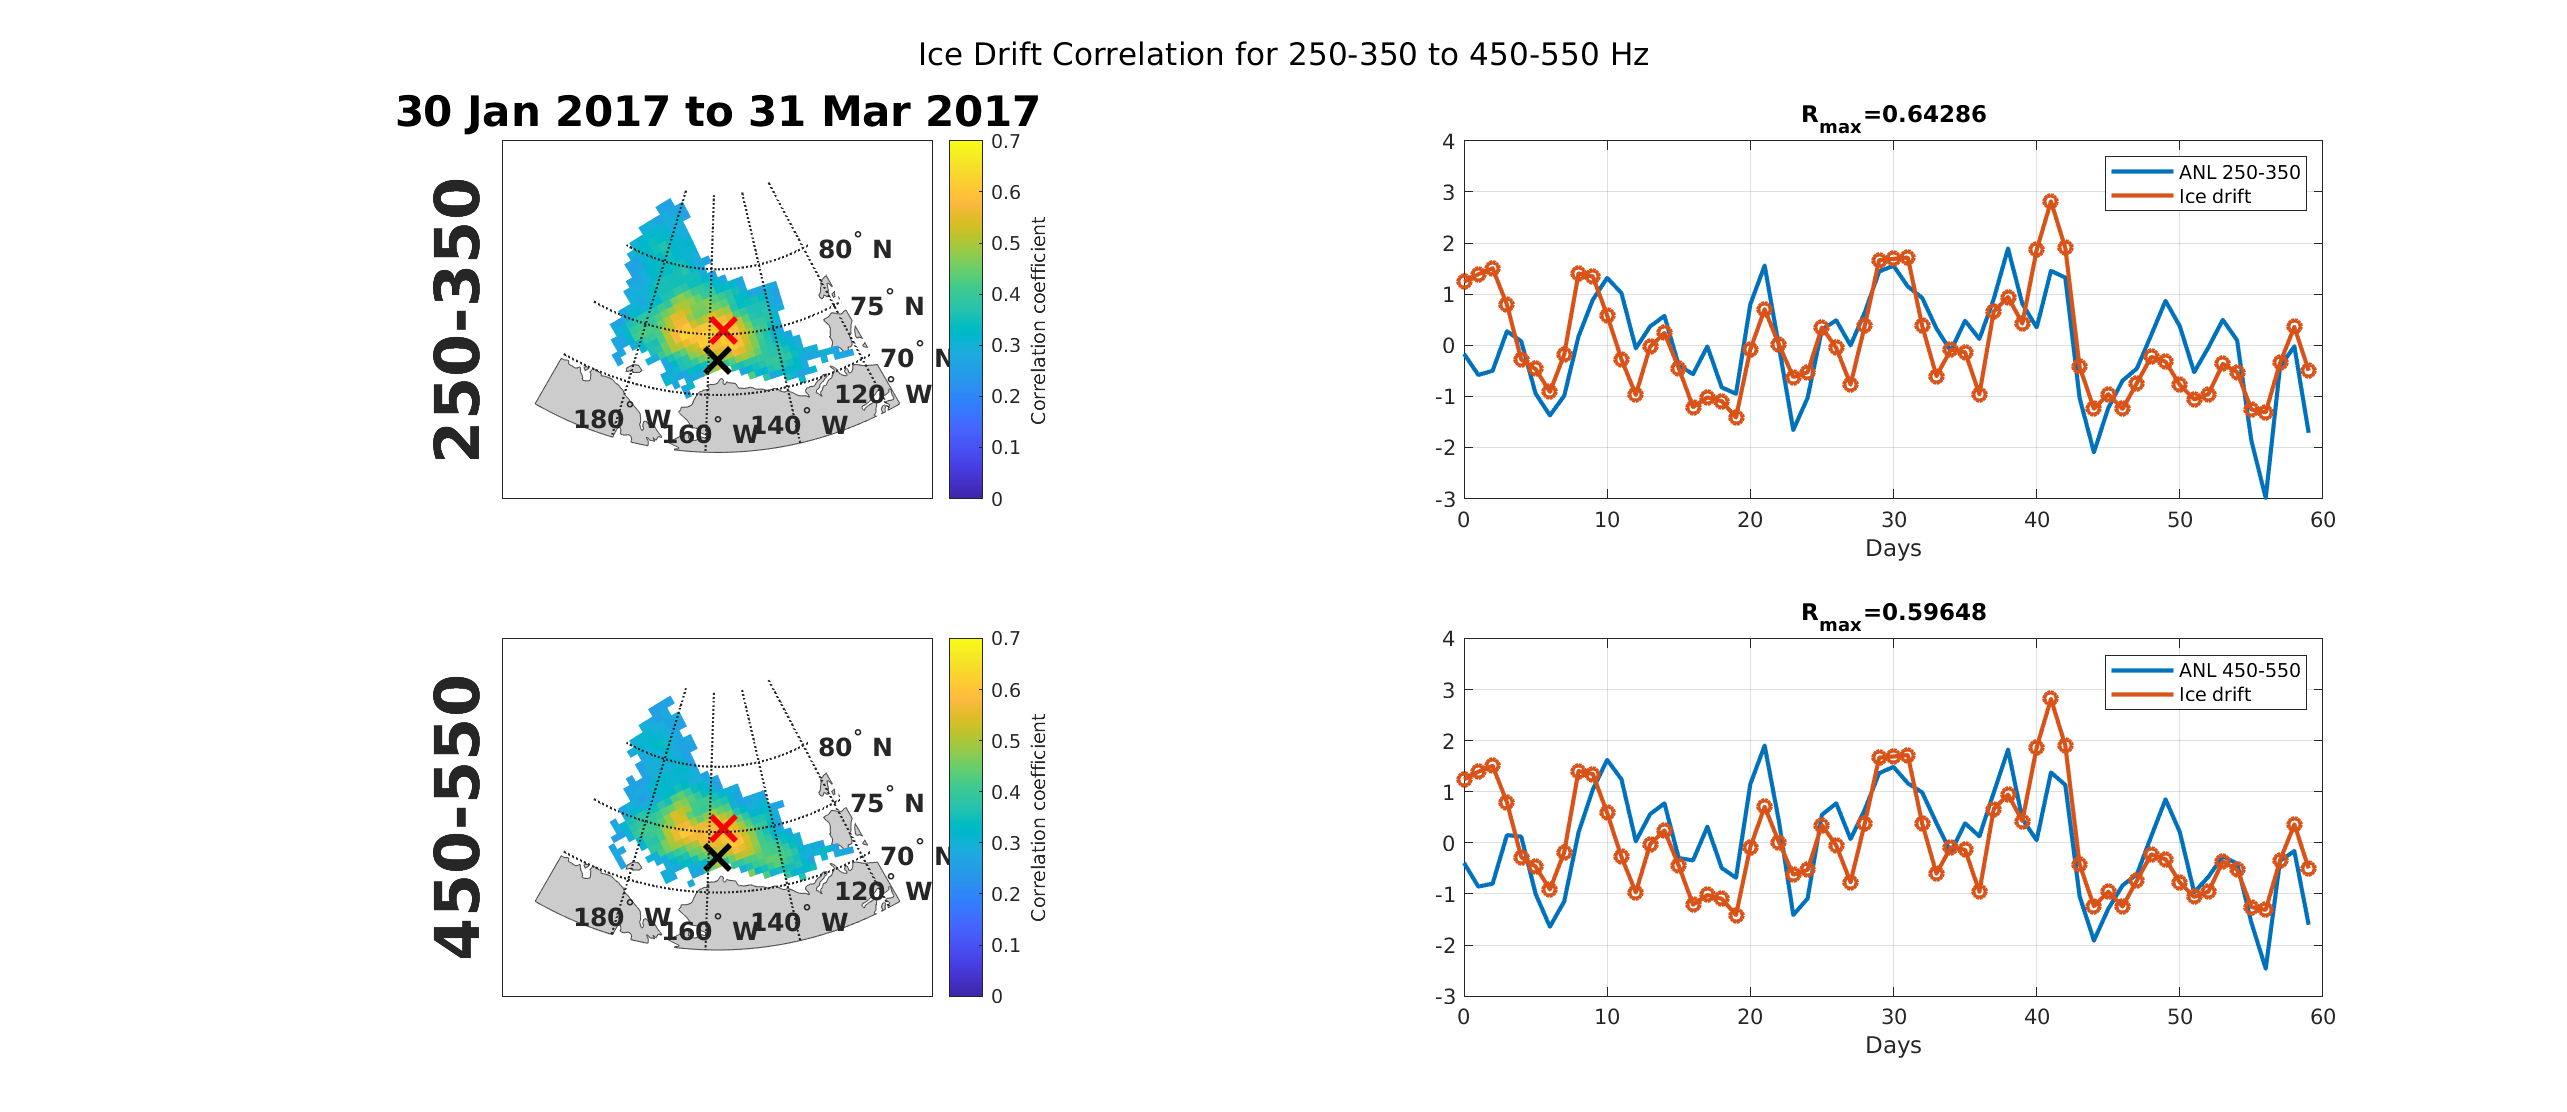 Ice Drift Correlation for 250-350 to 450-550 Hz
30 Jan 2017 to 31 Mar 2017
250-350
80° N
75° N
70° N
120° W
180° W
160° W
140° W
0.7
0.6
0.5
0.4
0.3
0.2
0.1
0
Correlation coefficient
Rmax=0.64286
4
3
2
1
0
-1
-2
-3
0 10 20 30 40 50 60
Days
ANL 250-350
Ice drift
450-550
80° N
75° N
70° N
120° W
180° W
160° W
140° W
0.7
0.6
0.5
0.4
0.3
0.2
0.1
0
Correlation coefficient
Rmax=0.59648
4
3
2
1
0
-1
-2
-3
0 10 20 30 40 50 60
Days
ANL 450-550
Ice drift